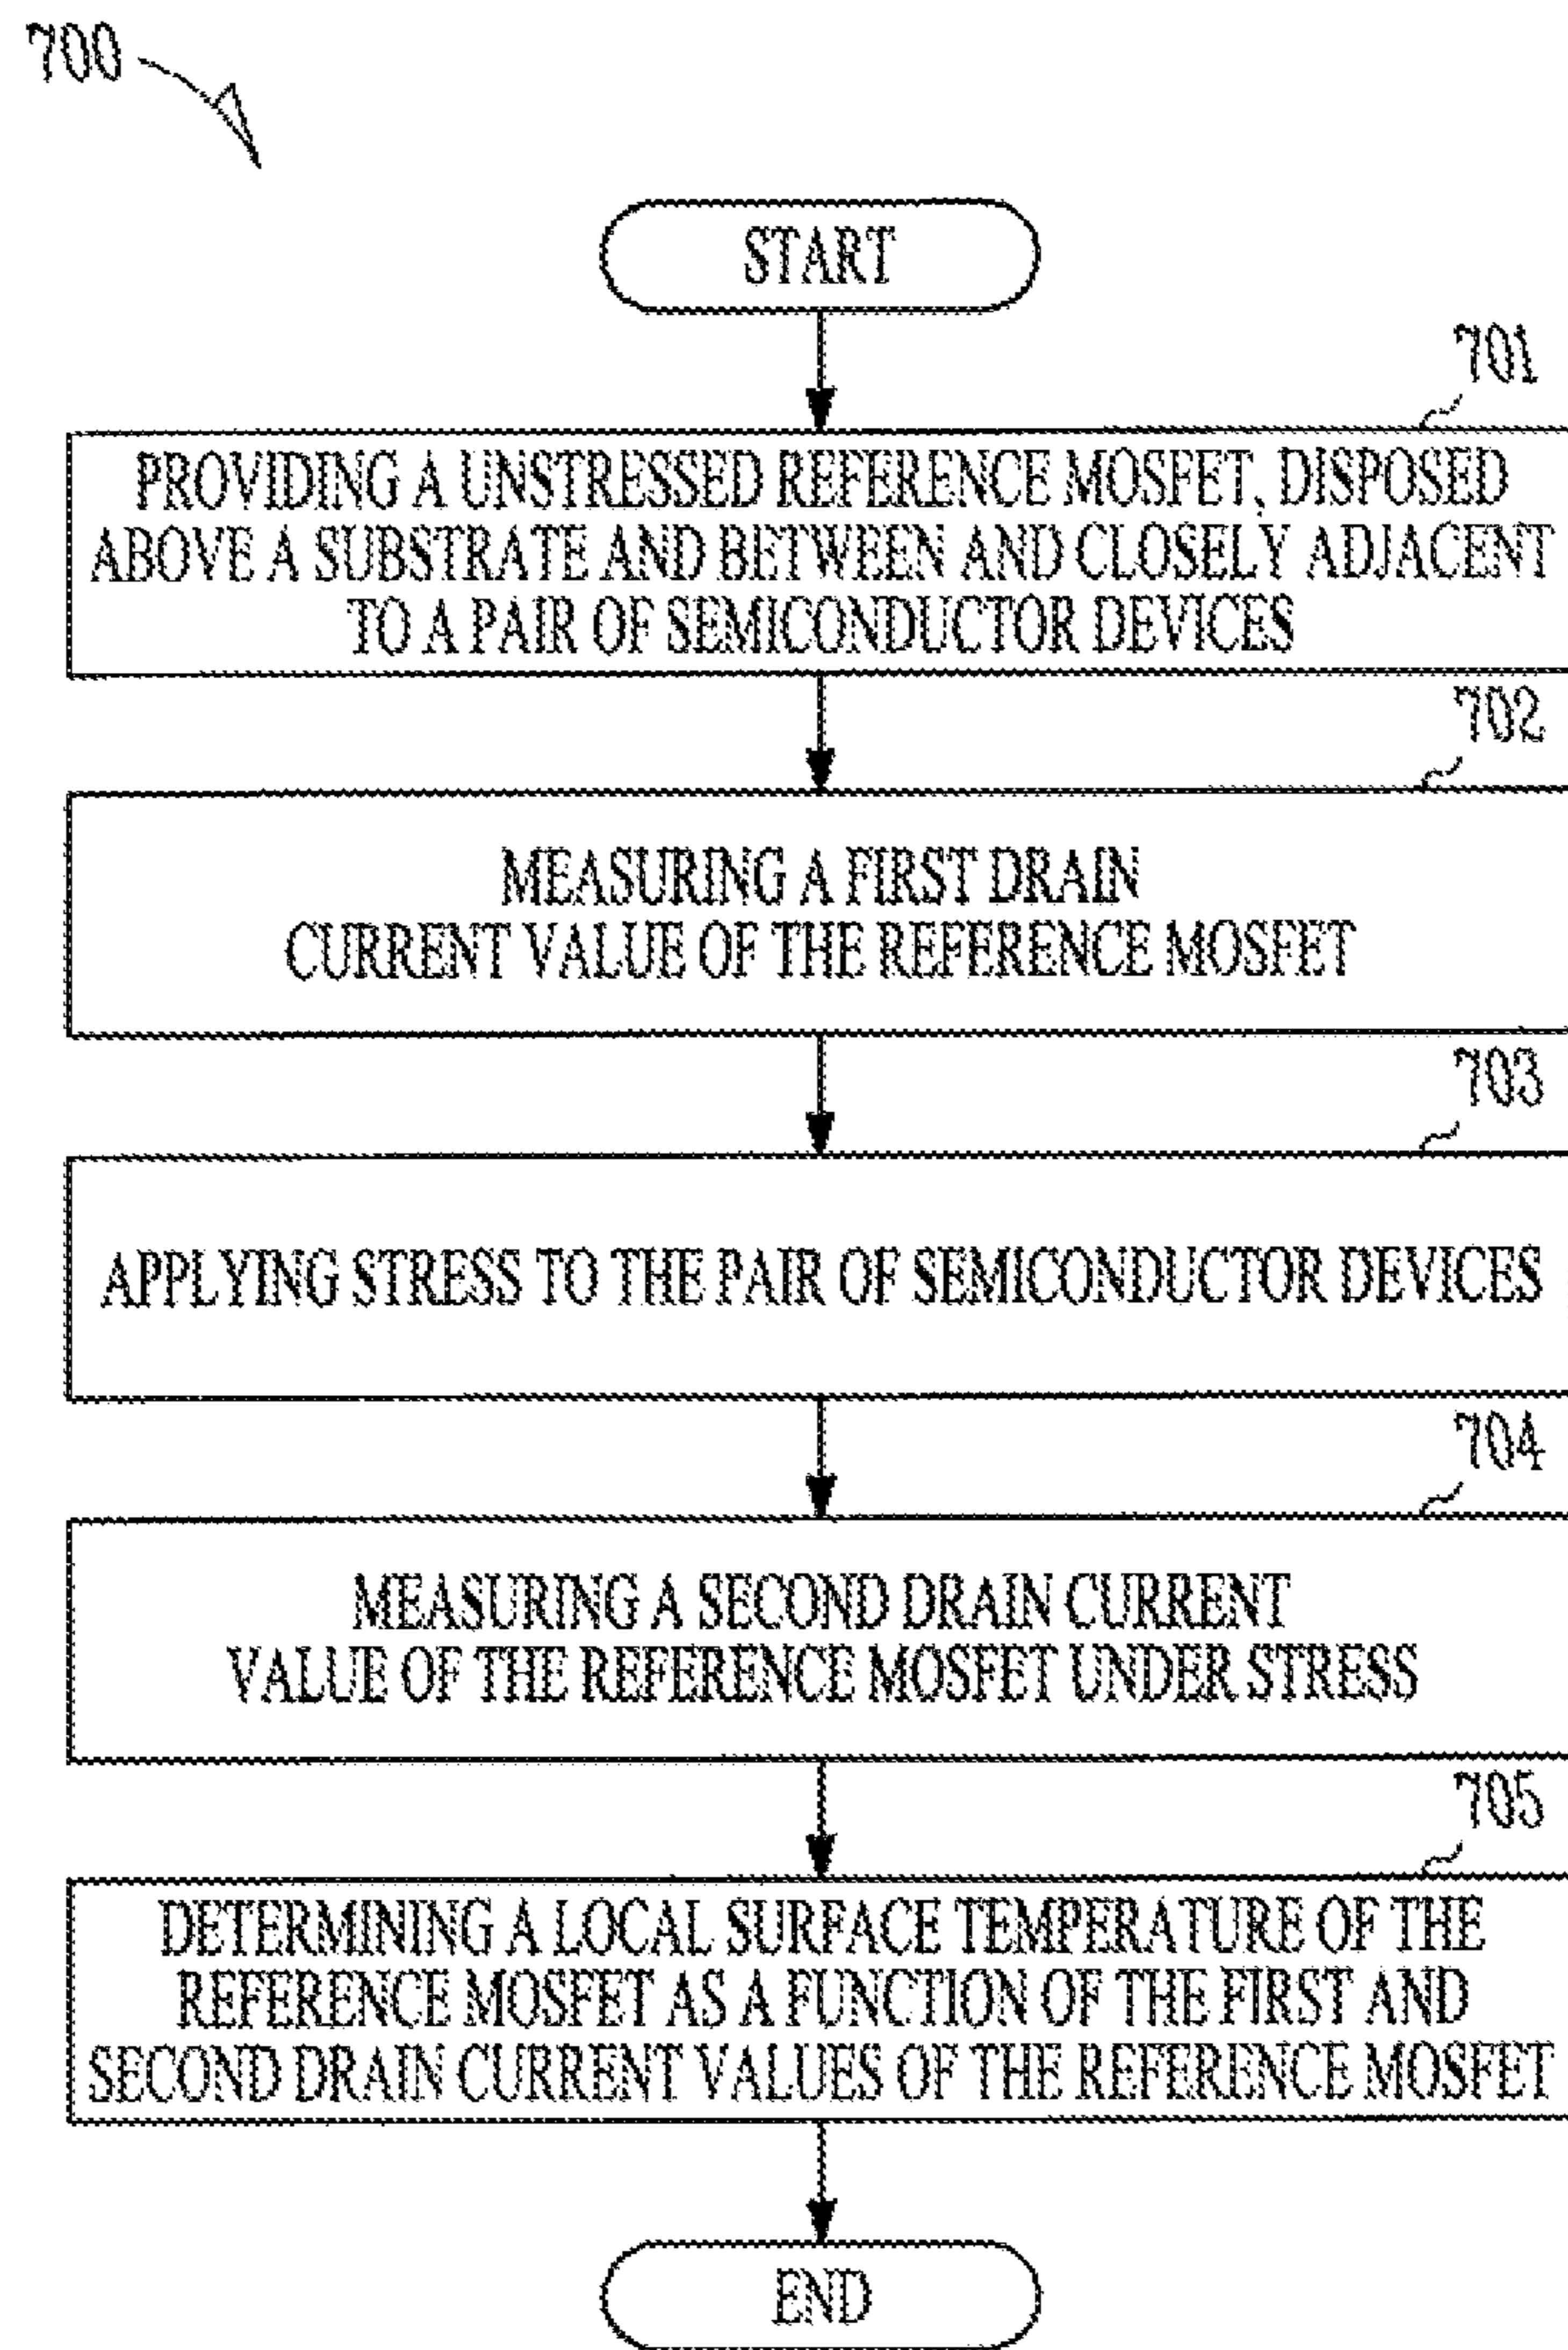 700
START
701
PROVIDING A UNSTRESSED REFERENCE MOSFET, DISPOSED
ABOVE A SUBSTRATE AND BETWEEN AND CLOSELY ADJACENT
TO A PAIR OF SEMICONDUCTOR DEVICES
702
MEASURING A FIRST DRAIN
CURRENT VALUE OF THE REFERENCE MOSFET
703
APPLYING STRESS TO THE PAIR OF SEMICONDUCTOR DEVICES
704
MEASURING A SECOND DRAIN CURRENT
VALUE OF THE REFERENCE MOSFET UNDER STRESS
705
DETERMINING A LOCAL SURFACE TEMPERATURE OF THE
REFERENCE MOSFET AS A FUNCTION OF THE FIRST AND
SECOND DRAIN CURRENT VALUES OF THE REFERENCE MOSFET
END